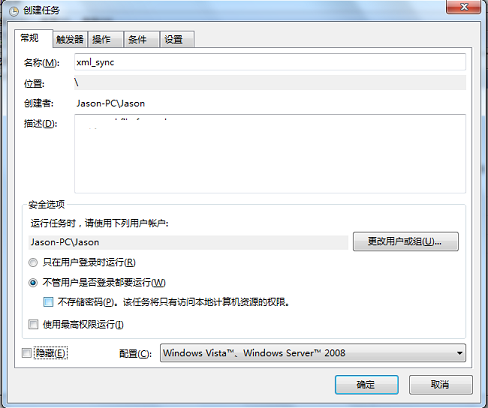 创建任务
常规 触发器 操作 条件 设置
名称(M): xml_sync
位置: \
创建者: Jason-PC\Jason
描述(D):
安全选项
运行任务时，请使用下列用户帐户:
Jason-PC\Jason 更改用户或组(U)...
只在用户登录时运行(R)
不管用户是否登录都要运行(W)
不存储密码(P)。该任务将只有访问本地计算机资源的权限。
使用最高权限运行(I)
隐藏(E) 配置(C): Windows Vista™、Windows Server™ 2008
确定 取消